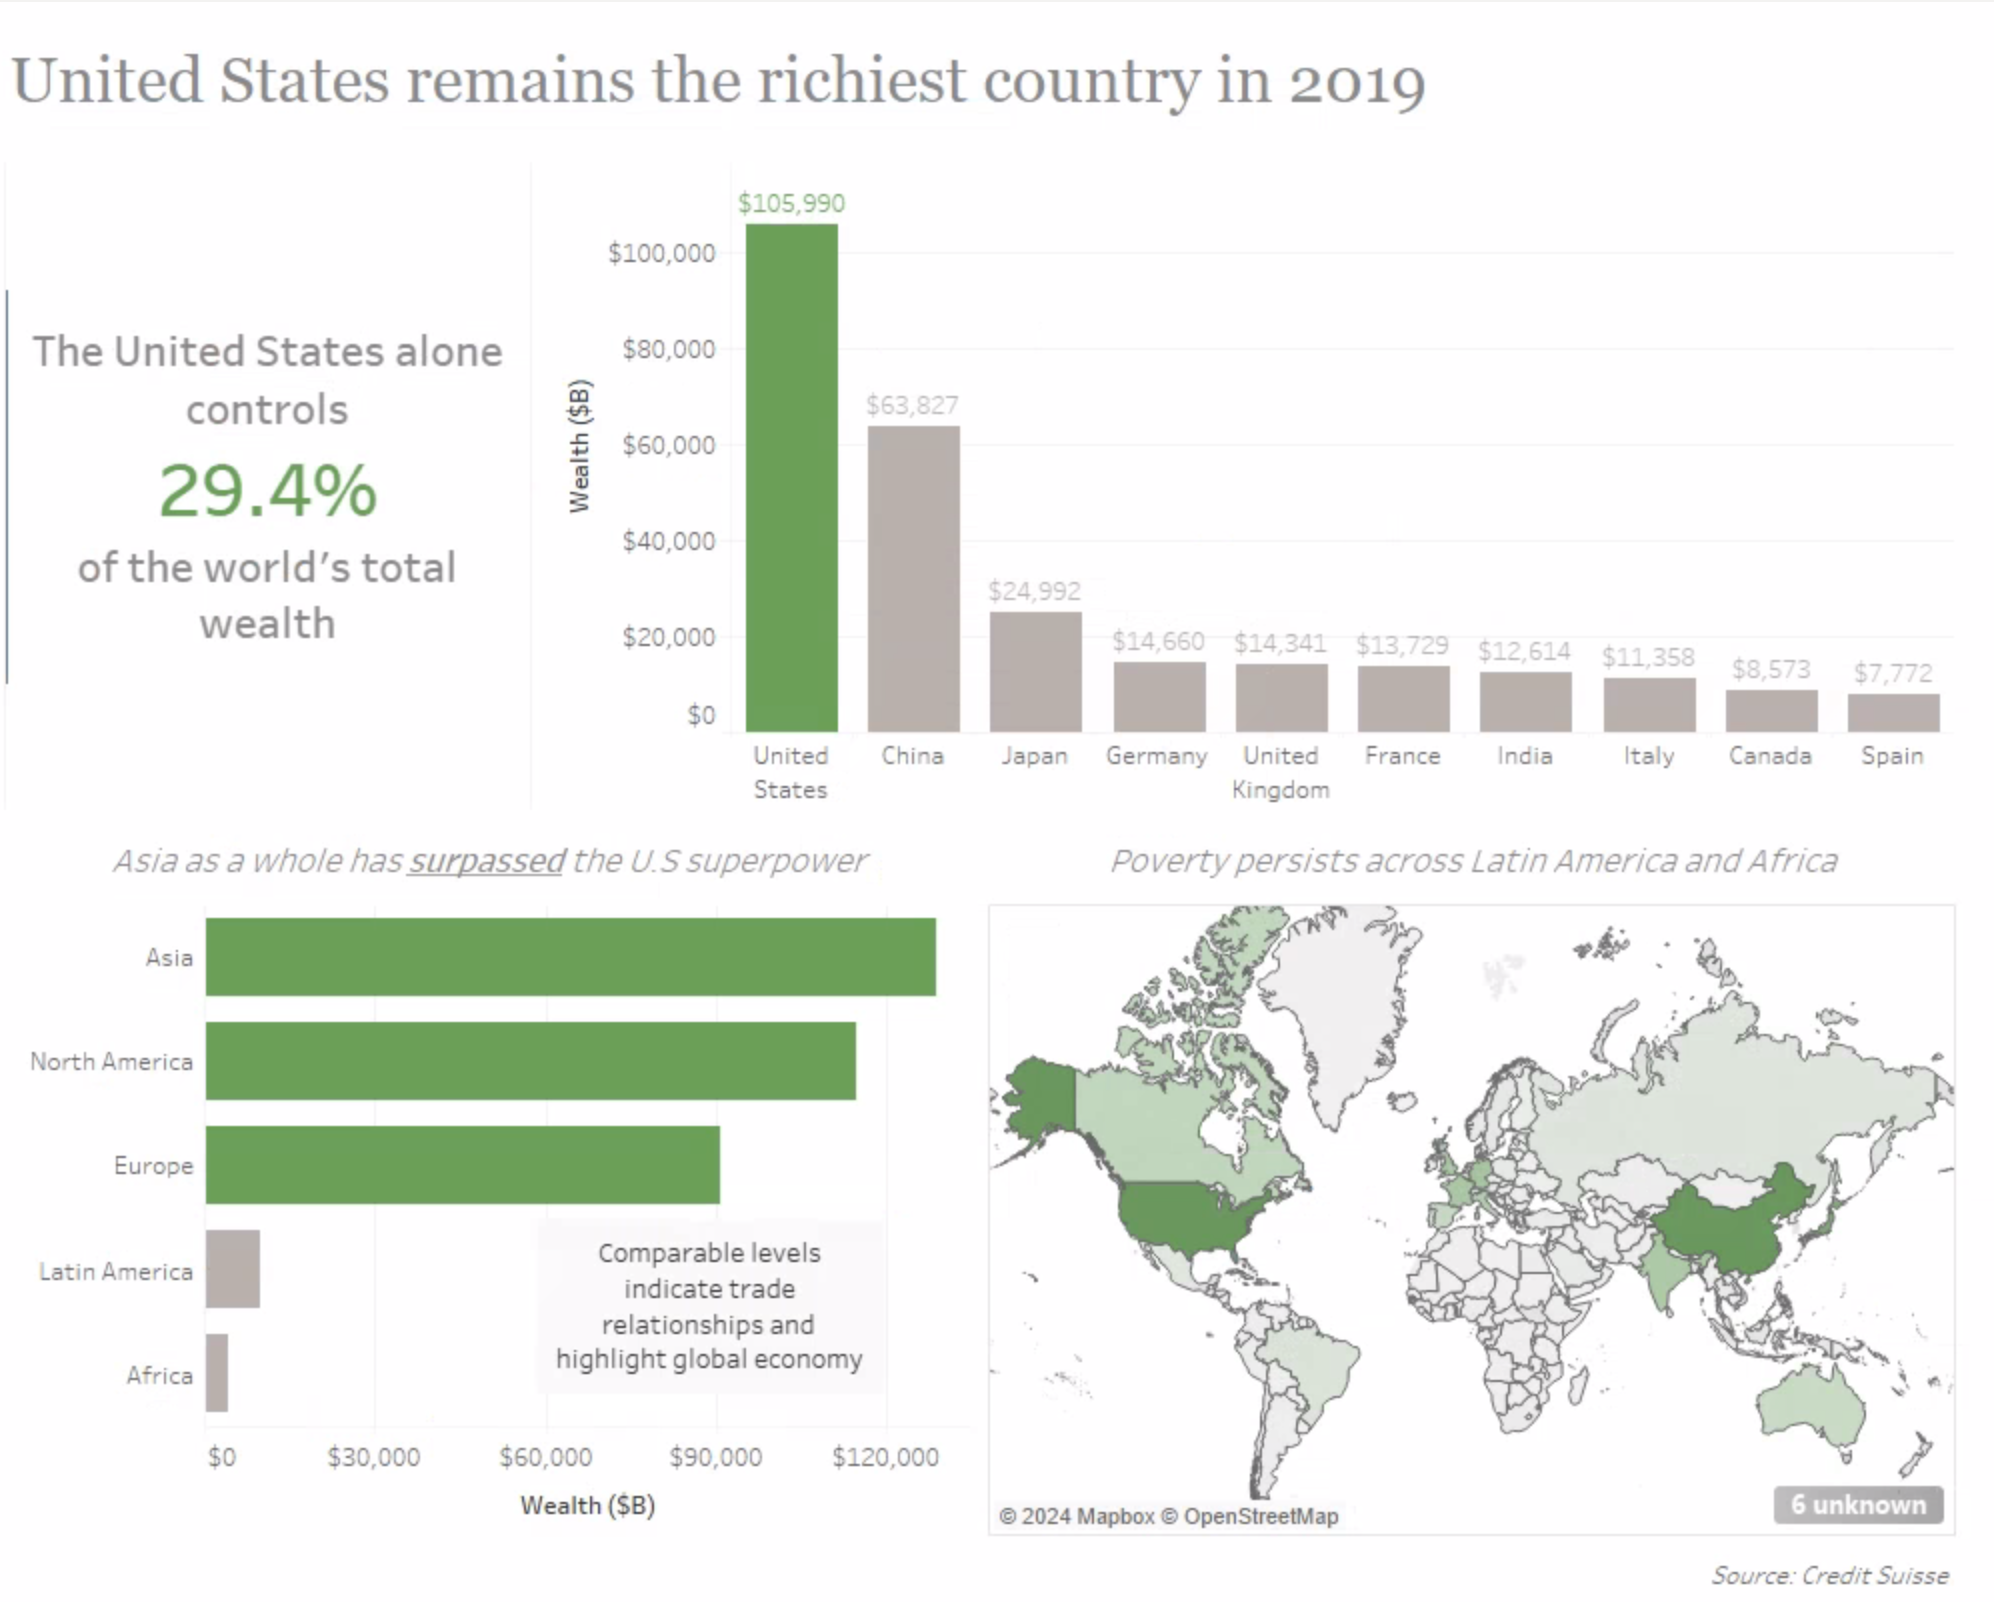 United States remains the richiest country in 2019
The United States alone
controls
29.4%
of the world's total
wealth
Wealth ($B)
$100,000
$80,000
$60,000
$40,000
$20,000
$0
$105,990
$63,827
$24,992
$14,660
$14,341
$13,729
$12,614
$11,358
$8,573
$7,772
United
States
China
Japan
Germany
United
Kingdom
France
India
Italy
Canada
Spain
Asia as a whole has surpassed the U.S superpower
Asia
North America
Europe
Latin America
Africa
Comparable levels
indicate trade
relationships and
highlight global economy
$0
$30,000
$60,000
$90,000
$120,000
Wealth ($B)
Poverty persists across Latin America and Africa
© 2024 Mapbox © OpenStreetMap
6 unknown
Source: Credit Suisse